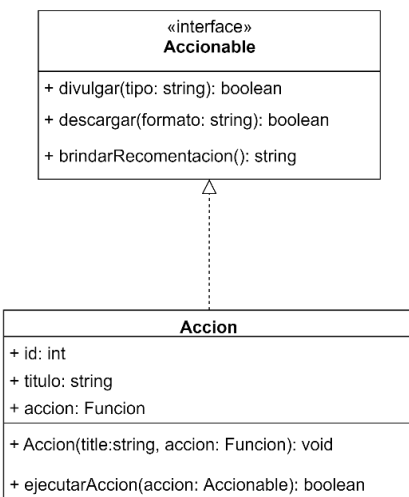 «interface»
Accionable
+ divulgar(tipo: string): boolean
+ descargar(formato: string): boolean
+ brindarRecomentacion(): string
Accion
+ id: int
+ titulo: string
+ accion: Funcion
+ Accion(title:string, accion: Funcion): void
+ ejecutarAccion(accion: Accionable): boolean